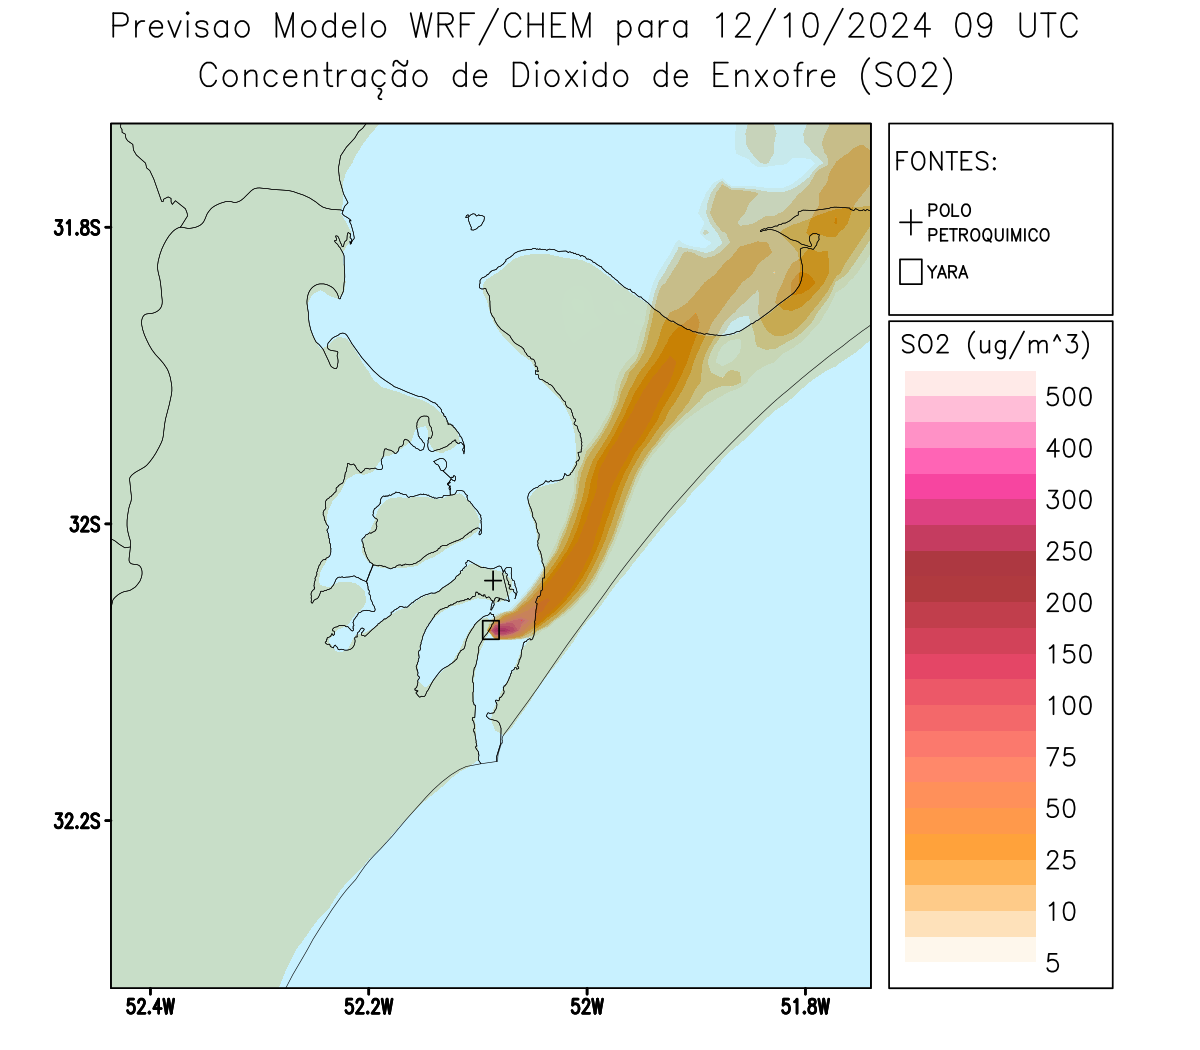 Previsao Modelo WRF/CHEM para 12/10/2024 09 UTC
Concentração de Dioxido de Enxofre (SO2)
FONTES:
POLO
PETROQUIMICO
YARA
SO2 (ug/m^3)
500
400
300
250
200
150
100
75
50
25
10
5
31.8S
32S
32.2S
52.4W
52.2W
52W
51.8W